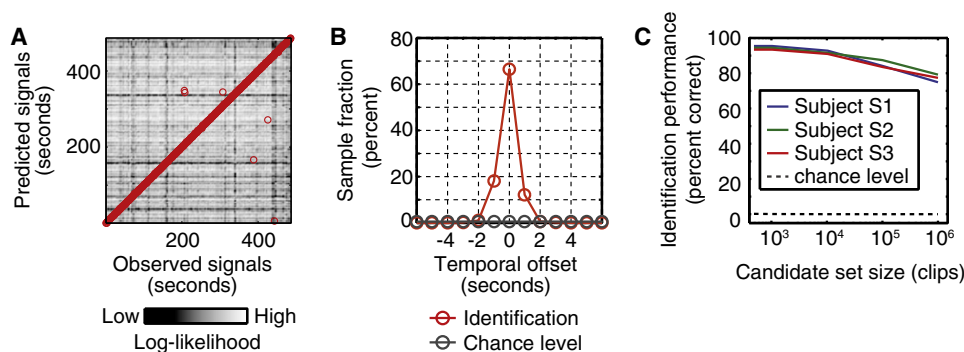 A
Predicted signals
(seconds)
400
200
200 400
Observed signals
(seconds)
Low High
Log-likelihood
B
Sample fraction
(percent)
80
60
40
20
0
-4 -2 0 2 4
Temporal offset
(seconds)
Identification
Chance level
C
Identification performance
(percent correct)
100
80
60
40
20
0
Subject S1
Subject S2
Subject S3
chance level
10³ 10⁴ 10⁵ 10⁶
Candidate set size (clips)